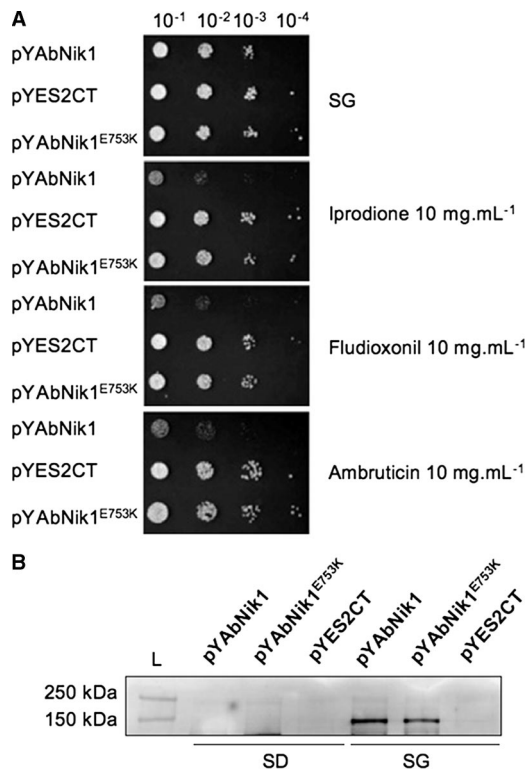 A
10⁻¹ 10⁻² 10⁻³ 10⁻⁴
pYAbNik1
pYES2CT
pYAbNik1ᴱ⁷⁵³ᴷ
SG
pYAbNik1
pYES2CT
pYAbNik1ᴱ⁷⁵³ᴷ
Iprodione 10 mg.mL⁻¹
pYAbNik1
pYES2CT
pYAbNik1ᴱ⁷⁵³ᴷ
Fludioxonil 10 mg.mL⁻¹
pYAbNik1
pYES2CT
pYAbNik1ᴱ⁷⁵³ᴷ
Ambruticin 10 mg.mL⁻¹
B
L pYAbNik1 pYAbNik1ᴱ⁷⁵³ᴷ pYES2CT pYAbNik1 pYAbNik1ᴱ⁷⁵³ᴷ pYES2CT
250 kDa
150 kDa
SD SG